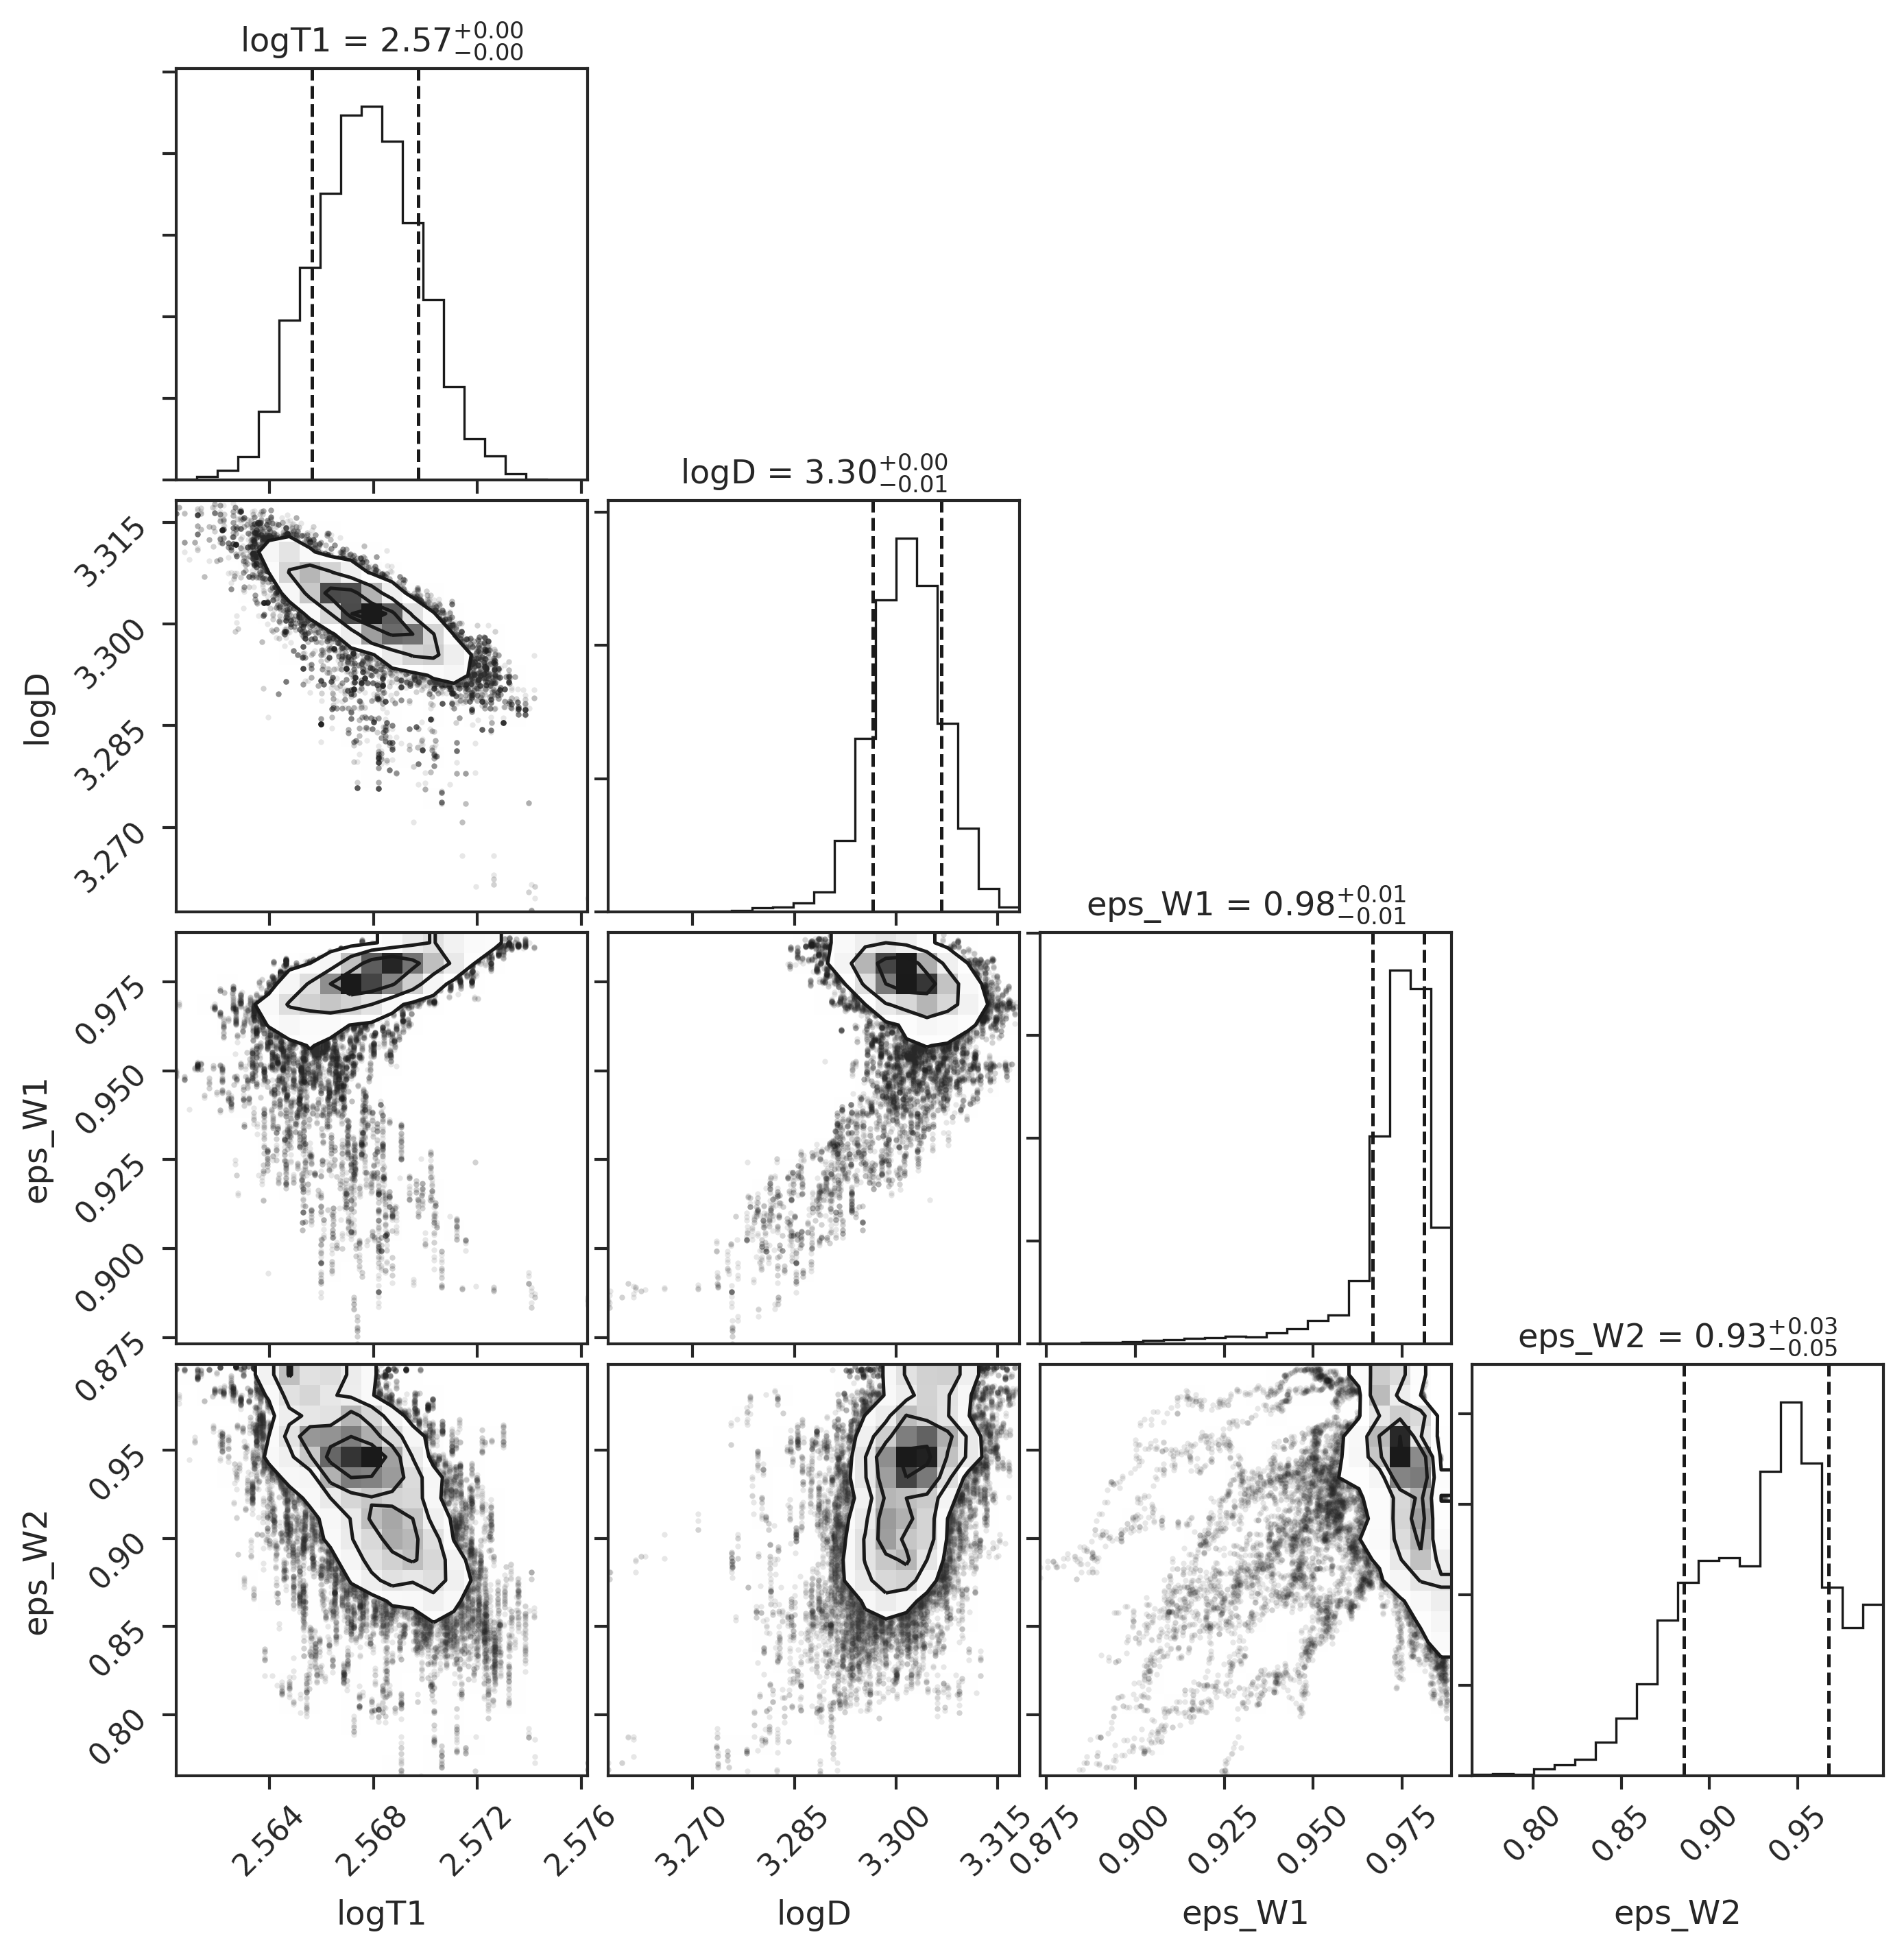 logT1 = 2.57+0.00 −0.00
logD = 3.30+0.00 −0.01
3.315
3.300
3.285
3.270
logD
eps_W1 = 0.98+0.01 −0.01
0.975
0.950
0.925
0.900
0.875
eps_W1
eps_W2 = 0.93+0.03 −0.05
0.95
0.90
0.85
0.80
eps_W2
2.564 2.568 2.572 2.576 3.270 3.285 3.300 3.315 0.875 0.900 0.925 0.950 0.975 0.80 0.85 0.90 0.95
logT1 logD eps_W1 eps_W2